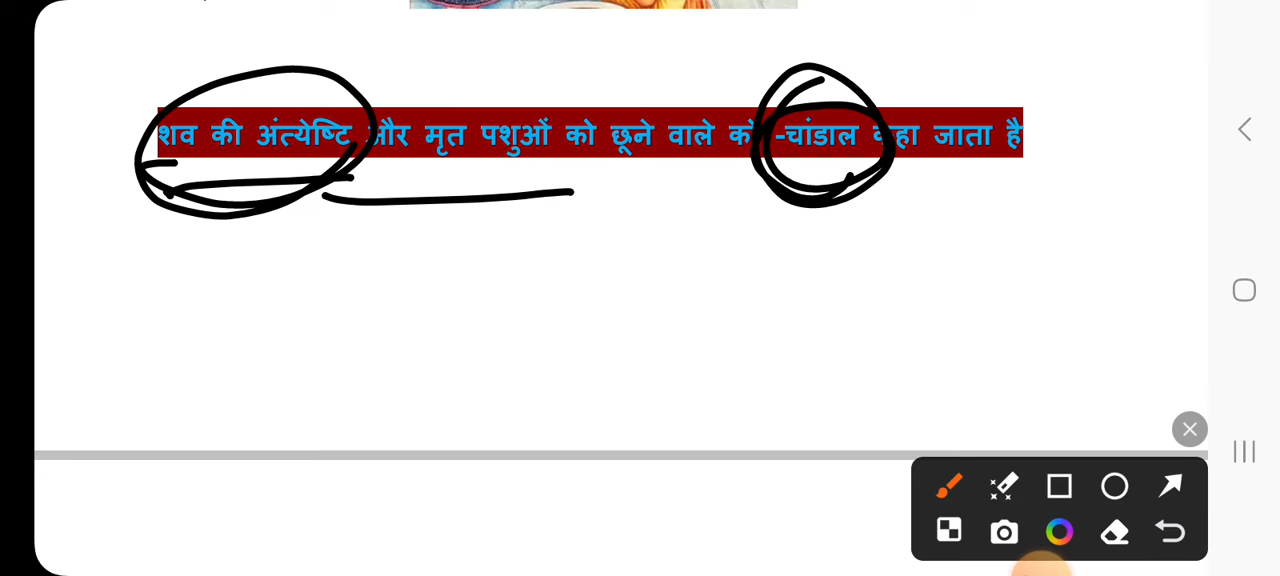 शव की अंत्येष्टि और मृत पशुओं को छूने वाले को -चांडाल कहा जाता है